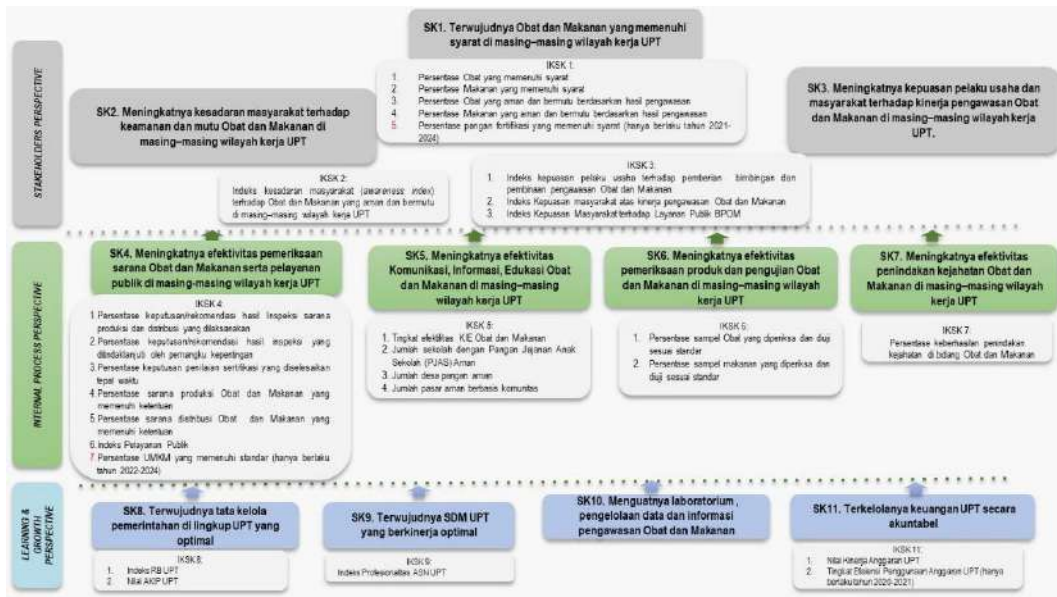 STAKEHOLDERS PERSPECTIVE
SK1. Terwujudnya Obat dan Makanan yang memenuhi
syarat di masing–masing wilayah kerja UPT
IKSK 1:
1. Persentase Obat yang memenuhi syarat
2. Persentase Makanan yang memenuhi syarat
3. Persentase Obat yang aman dan bermutu berdasarkan hasil pengawasan
4. Persentase Makanan yang aman dan bermutu berdasarkan hasil pengawasan
5. Persentase pangan fortifikasi yang memenuhi syarat (hanya berlaku tahun 2021-
2024)
SK2. Meningkatnya kesadaran masyarakat terhadap
keamanan dan mutu Obat dan Makanan di
masing–masing wilayah kerja UPT
IKSK 2:
Indeks kesadaran masyarakat (awareness index)
terhadap Obat dan Makanan yang aman dan bermutu
di masing–masing wilayah kerja UPT
SK3. Meningkatnya kepuasan pelaku usaha dan
masyarakat terhadap kinerja pengawasan Obat
dan Makanan di masing–masing wilayah kerja
UPT.
IKSK 3:
1. Indeks kepuasan pelaku usaha terhadap pemberian bimbingan dan
pembinaan pengawasan Obat dan Makanan
2. Indeks Kepuasan masyarakat atas kinerja pengawasan Obat dan Makanan
3. Indeks Kepuasan Masyarakat terhadap Layanan Publik BPOM
INTERNAL PROCESS PERSPECTIVE
SK4. Meningkatnya efektivitas pemeriksaan
sarana Obat dan Makanan serta pelayanan
publik di masing-masing wilayah kerja UPT
IKSK 4:
1. Persentase keputusan/rekomendasi hasil Inspeksi sarana
produksi dan distribusi yang dilaksanakan
2. Persentase keputusan/rekomendasi hasil inspeksi yang
ditindaklanjuti oleh pemangku kepentingan
3. Persentase keputusan penilaian sertifikasi yang diselesaikan
tepat waktu
4. Persentase sarana produksi Obat dan Makanan yang
memenuhi ketentuan
5. Persentase sarana distribusi Obat dan Makanan yang
memenuhi ketentuan
6. Indeks Pelayanan Publik
7. Persentase UMKM yang memenuhi standar (hanya berlaku
tahun 2022-2024)
SK5. Meningkatnya efektivitas
Komunikasi, Informasi, Edukasi Obat
dan Makanan di masing–masing
wilayah kerja UPT
IKSK 5:
1. Tingkat efektifitas KIE Obat dan Makanan
2. Jumlah sekolah dengan Pangan Jajanan Anak
Sekolah (PJAS) Aman
3. Jumlah desa pangan aman
4. Jumlah pasar aman berbasis komunitas
SK6. Meningkatnya efektivitas
pemeriksaan produk dan pengujian Obat
dan Makanan di masing–masing wilayah
kerja UPT
IKSK 6:
1. Persentase sampel Obat yang diperiksa dan diuji
sesuai standar
2. Persentase sampel makanan yang diperiksa dan
diuji sesuai standar
SK7. Meningkatnya efektivitas
penindakan kejahatan Obat dan
Makanan di masing–masing wilayah
kerja UPT
IKSK 7
Persentase keberhasilan penindakan
kejahatan di bidang Obat dan Makanan
LEARNING &
GROWTH
PERSPECTIVE
SK8. Terwujudnya tata kelola
pemerintahan di lingkup UPT yang
optimal
IKSK 8:
1. Indeks RB UPT
2. Nilai AKIP UPT
SK9. Terwujudnya SDM UPT
yang berkinerja optimal
IKSK 9:
Indeks Profesionalitas ASN UPT
SK10. Menguatnya laboratorium ,
pengelolaan data dan informasi
pengawasan Obat dan Makanan
SK11. Terkelolanya keuangan UPT secara
akuntabel
IKSK 11:
1. Nilai Kinerja Anggaran UPT
2. Tingkat Efisiensi Penggunaan Anggaran UPT (hanya
berlaku tahun 2020-2021)